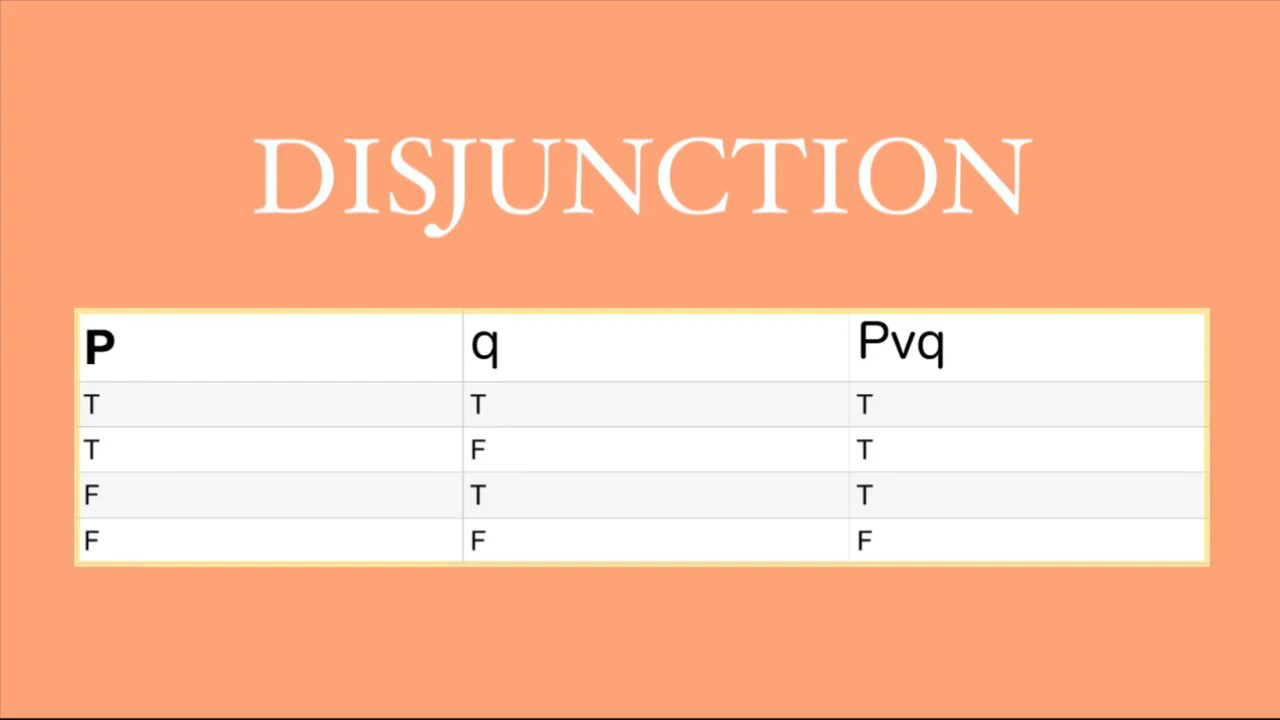 DISJUNCTION
P q Pvq
T T T
T F T
F T T
F F F